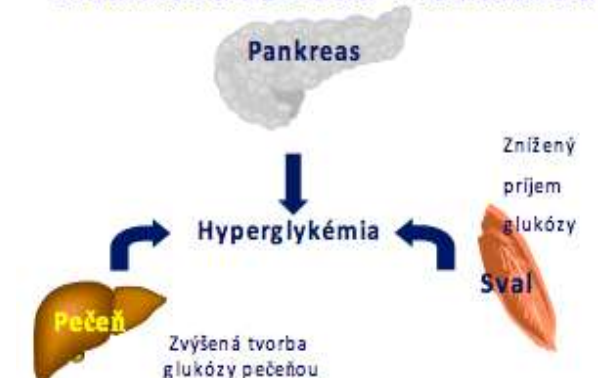 Pankreas
Znížený
príjem
glukózy
Hyperglykémia
Sval
Pečeň
Zvýšená tvorba
glukózy pečeňou